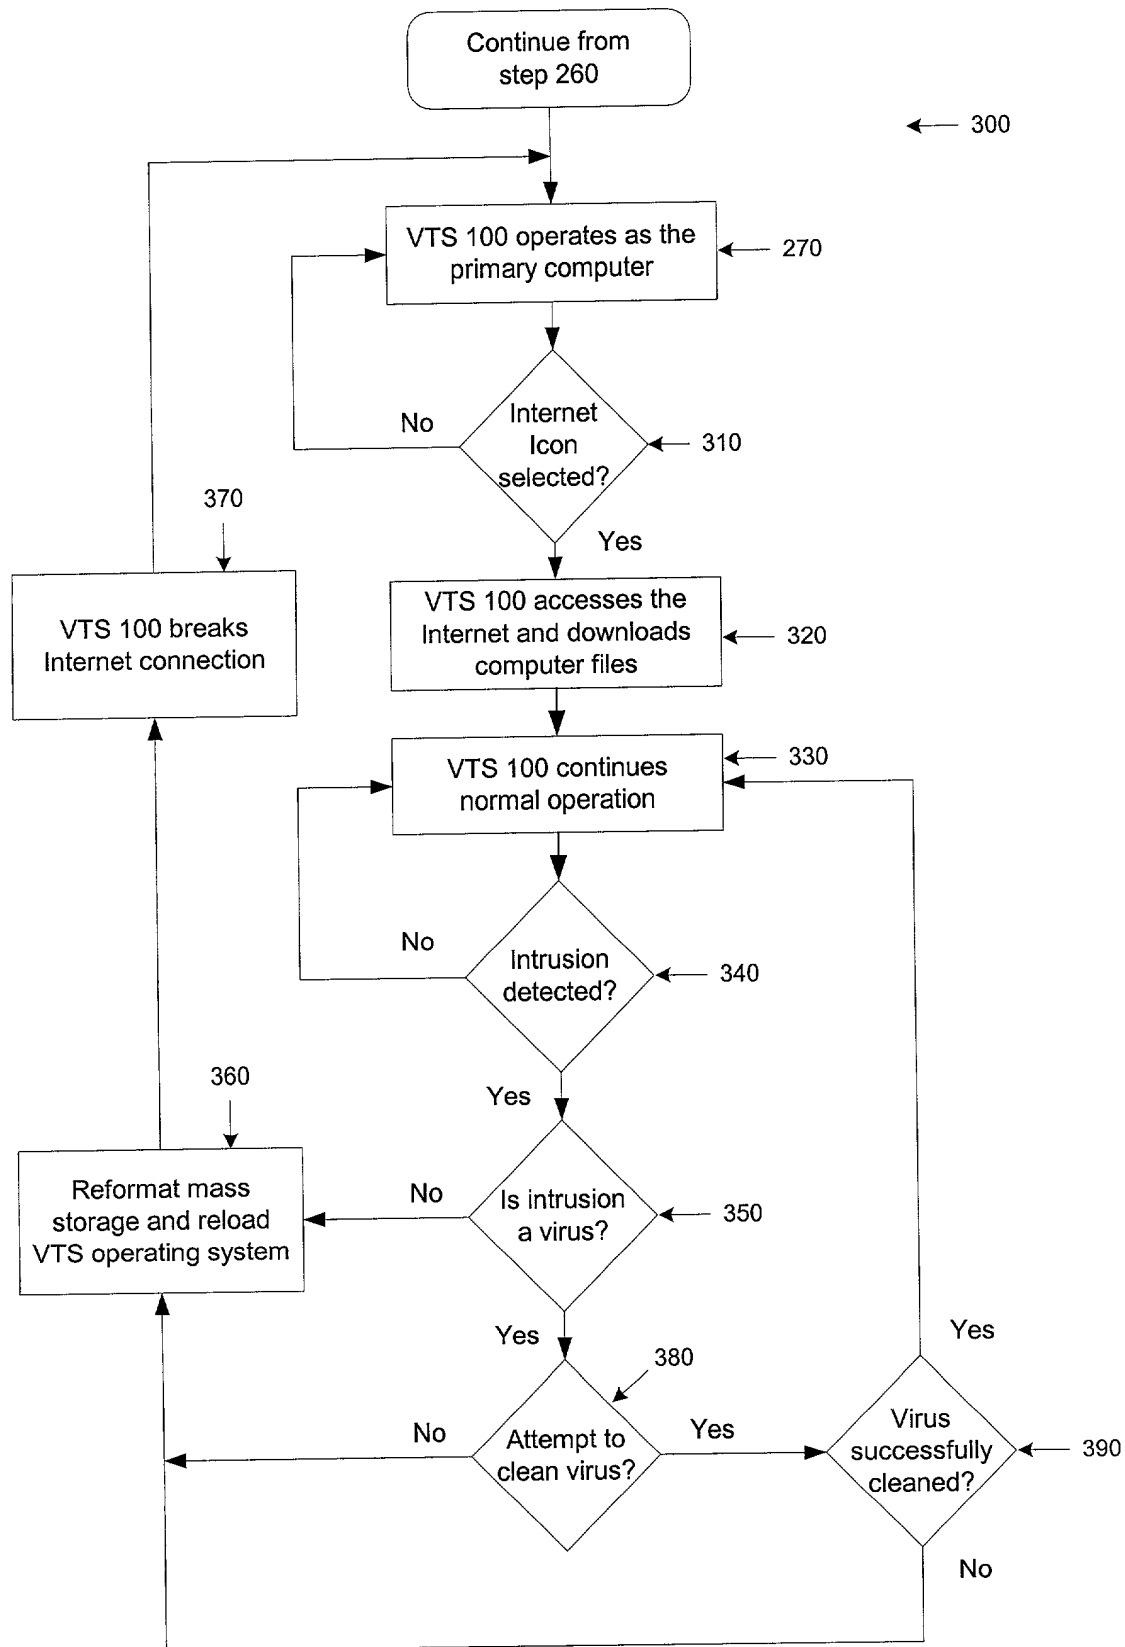 Continue from
step 260
300
VTS 100 operates as the
primary computer
270
No
Internet
Icon
selected?
310
Yes
370
VTS 100 breaks
Internet connection
VTS 100 accesses the
Internet and downloads
computer files
320
VTS 100 continues
normal operation
330
No
Intrusion
detected?
340
Yes
360
Reformat mass
storage and reload
VTS operating system
No
Is intrusion
a virus?
350
Yes
380
No
Attempt to
clean virus?
Yes
Yes
Virus
successfully
cleaned?
390
No